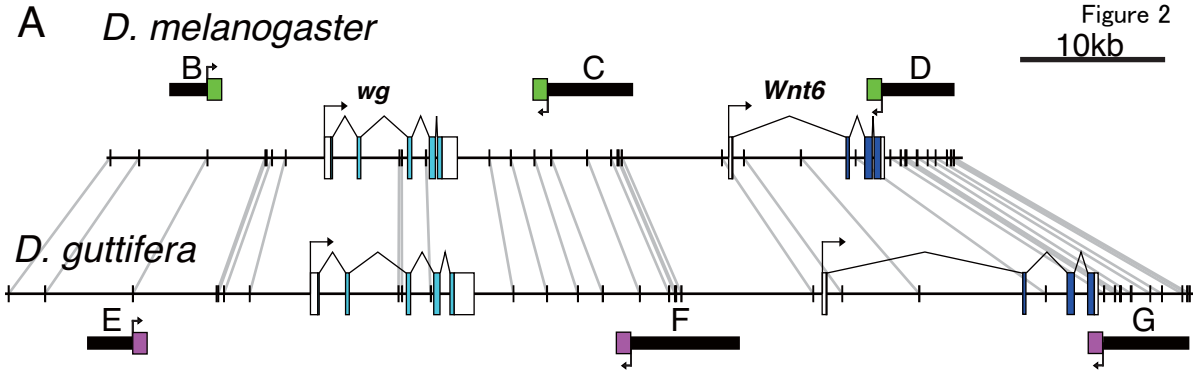 A D. melanogaster
Figure 2
10kb
B C D
wg Wnt6
D. guttifera
E F G